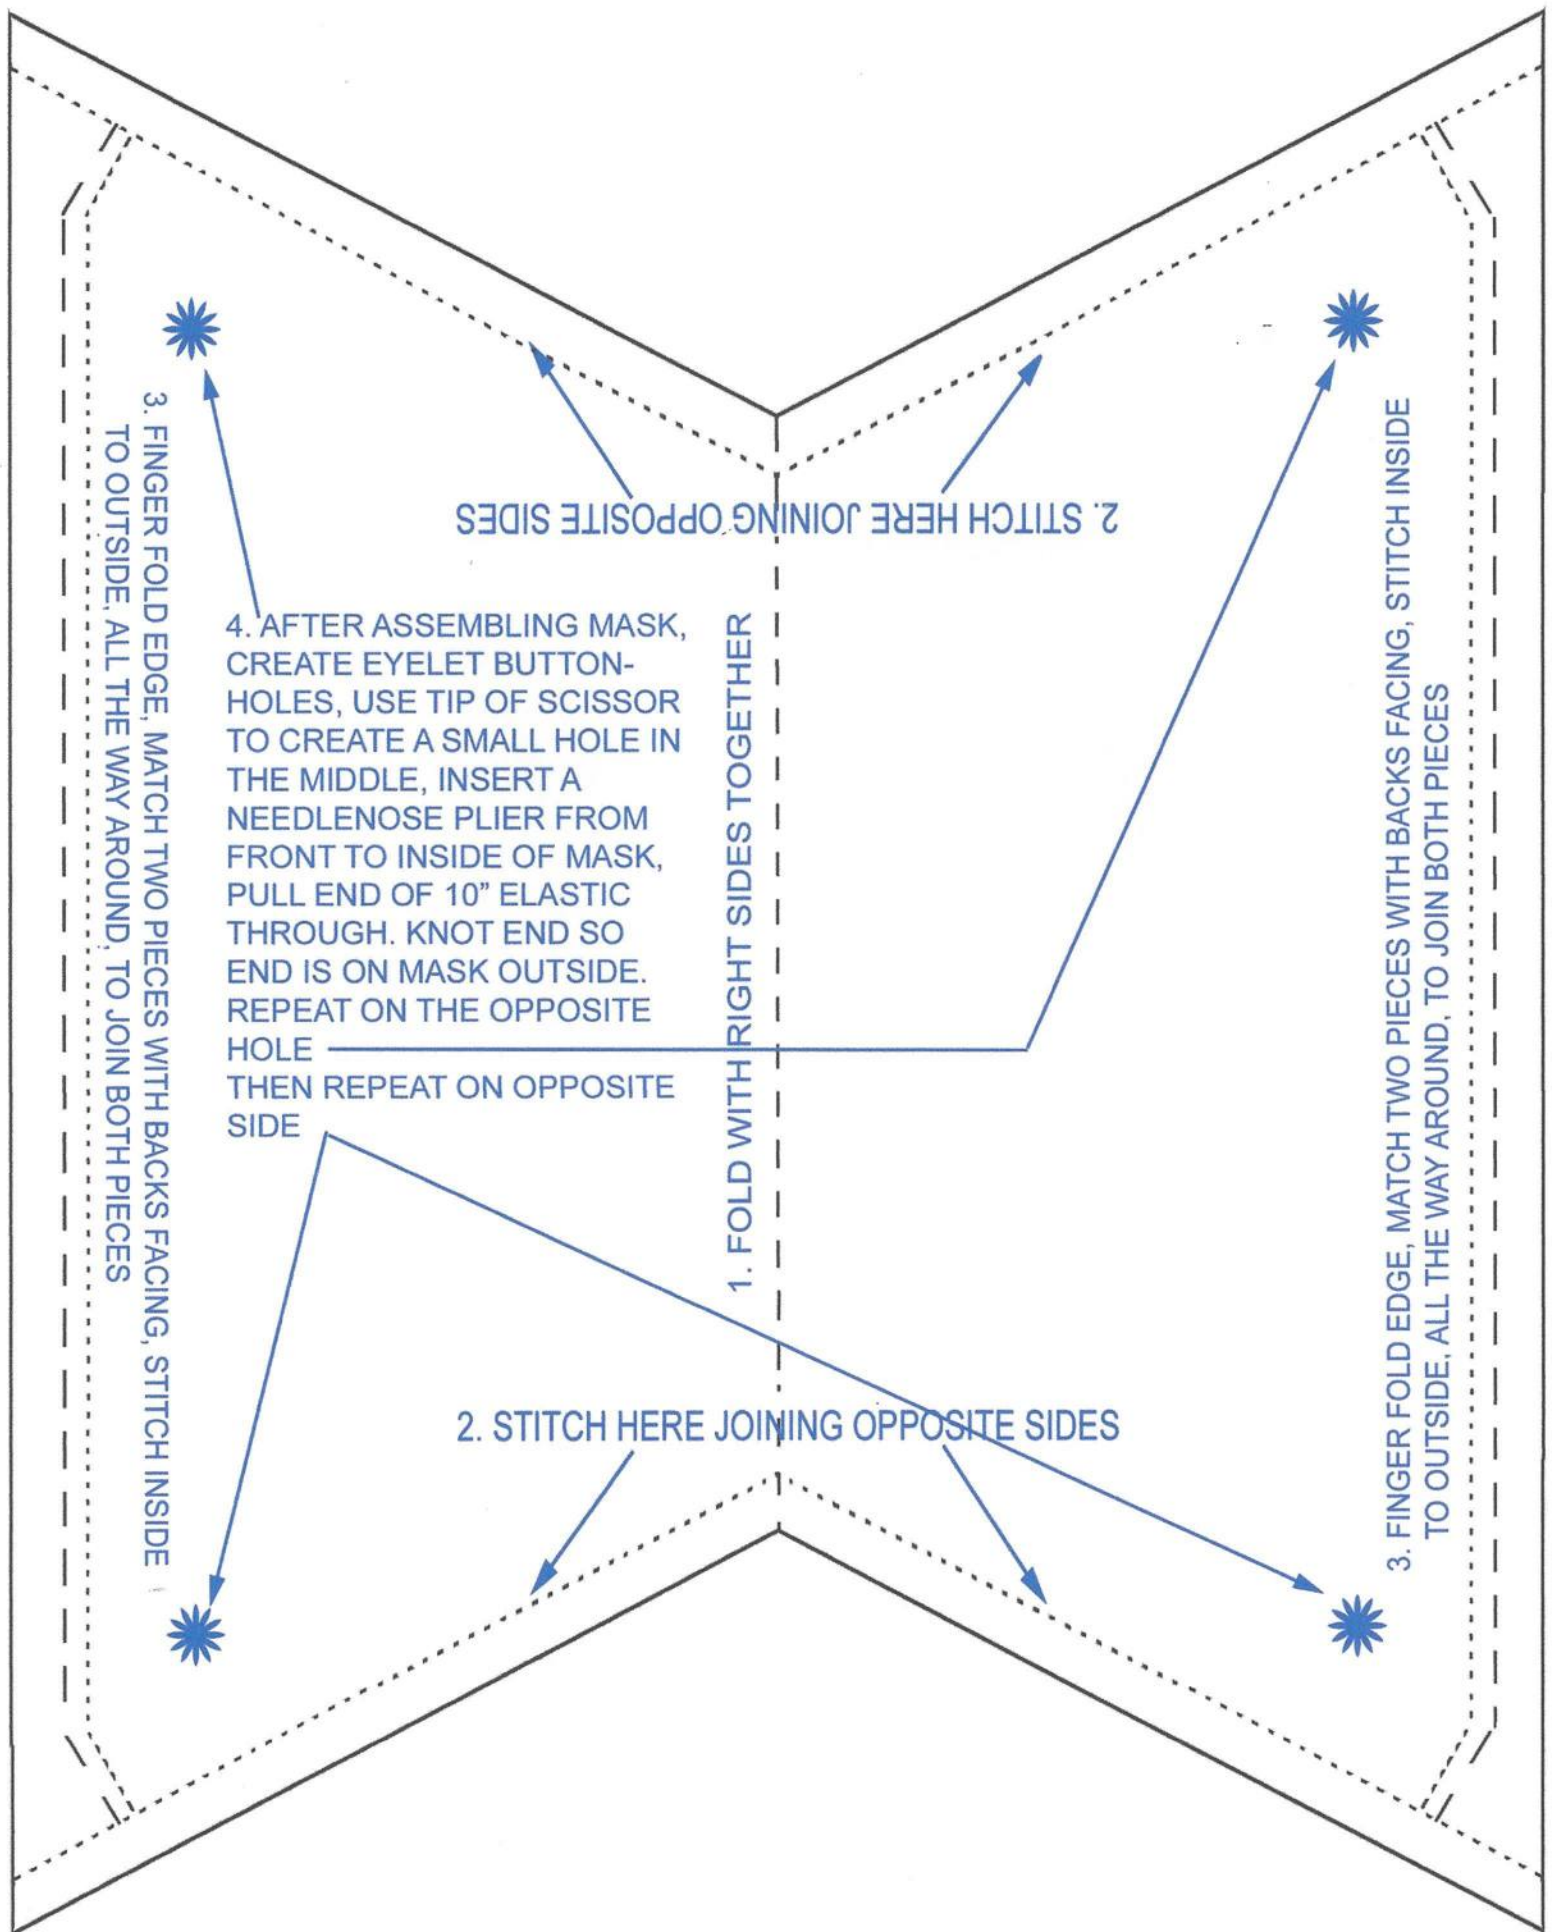 2. STITCH HERE JOINING OPPOSITE SIDES
3. FINGER FOLD EDGE, MATCH TWO PIECES WITH BACKS FACING, STITCH INSIDE
TO OUTSIDE, ALL THE WAY AROUND, TO JOIN BOTH PIECES
4. AFTER ASSEMBLING MASK,
CREATE EYELET BUTTON-
HOLES, USE TIP OF SCISSOR
TO CREATE A SMALL HOLE IN
THE MIDDLE, INSERT A
NEEDLENOSE PLIER FROM
FRONT TO INSIDE OF MASK,
PULL END OF 10” ELASTIC
THROUGH. KNOT END SO
END IS ON MASK OUTSIDE.
REPEAT ON THE OPPOSITE
HOLE
THEN REPEAT ON OPPOSITE
SIDE
1. FOLD WITH RIGHT SIDES TOGETHER
3. FINGER FOLD EDGE, MATCH TWO PIECES WITH BACKS FACING, STITCH INSIDE
TO OUTSIDE, ALL THE WAY AROUND, TO JOIN BOTH PIECES
2. STITCH HERE JOINING OPPOSITE SIDES